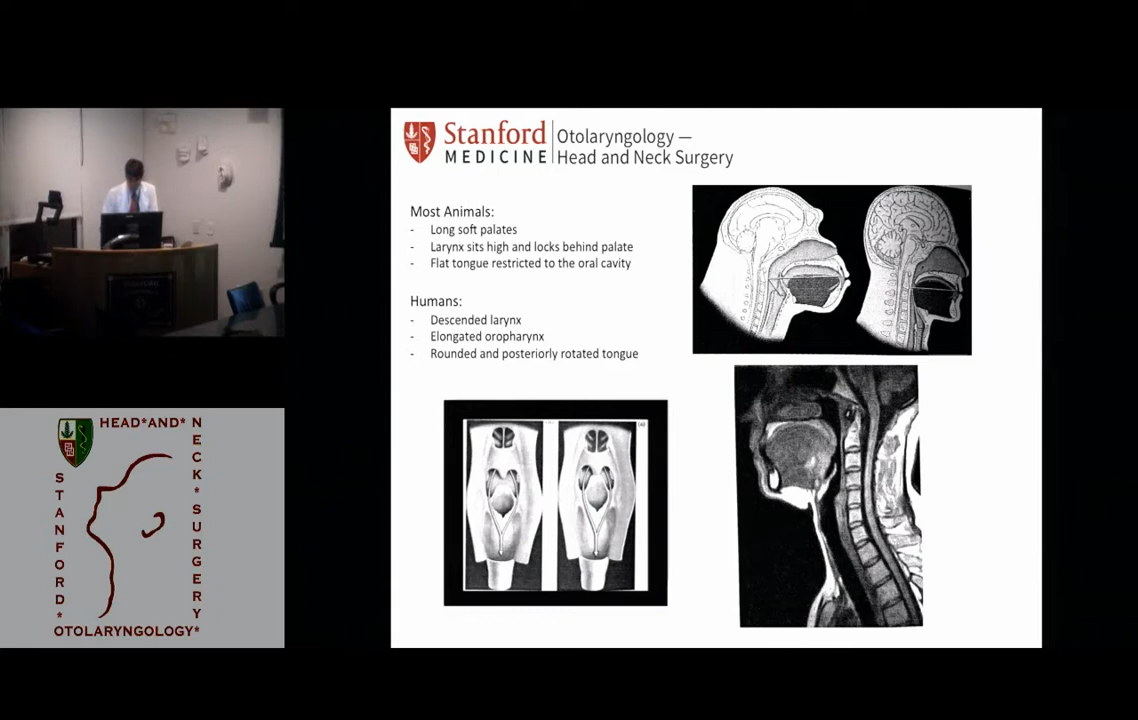 Stanford
MEDICINE
Otolaryngology —
Head and Neck Surgery
Most Animals:
- Long soft palates
- Larynx sits high and locks behind palate
- Flat tongue restricted to the oral cavity
Humans:
- Descended larynx
- Elongated oropharynx
- Rounded and posteriorly rotated tongue
HEAD*AND*
NECK*SURGERY
STANFORD*
OTOLARYNGOLOGY*